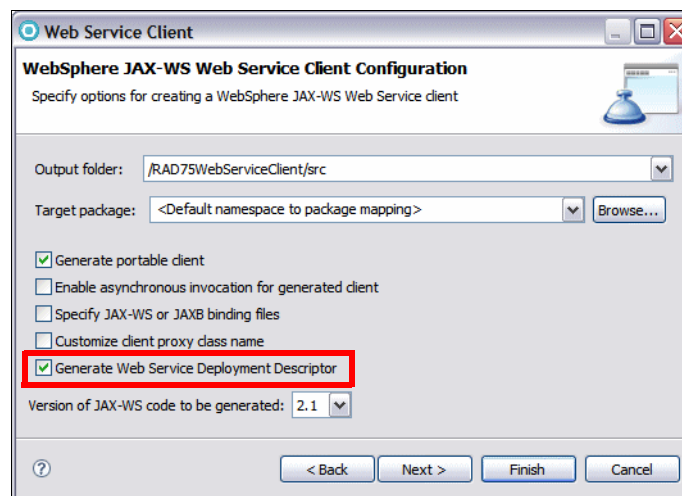 Web Service Client
WebSphere JAX-WS Web Service Client Configuration
Specify options for creating a WebSphere JAX-WS Web Service client
Output folder: /RAD75WebServiceClient/src
Target package: <Default namespace to package mapping> Browse...
Generate portable client
Enable asynchronous invocation for generated client
Specify JAX-WS or JAXB binding files
Customize client proxy class name
Generate Web Service Deployment Descriptor
Version of JAX-WS code to be generated: 2.1
? < Back Next > Finish Cancel